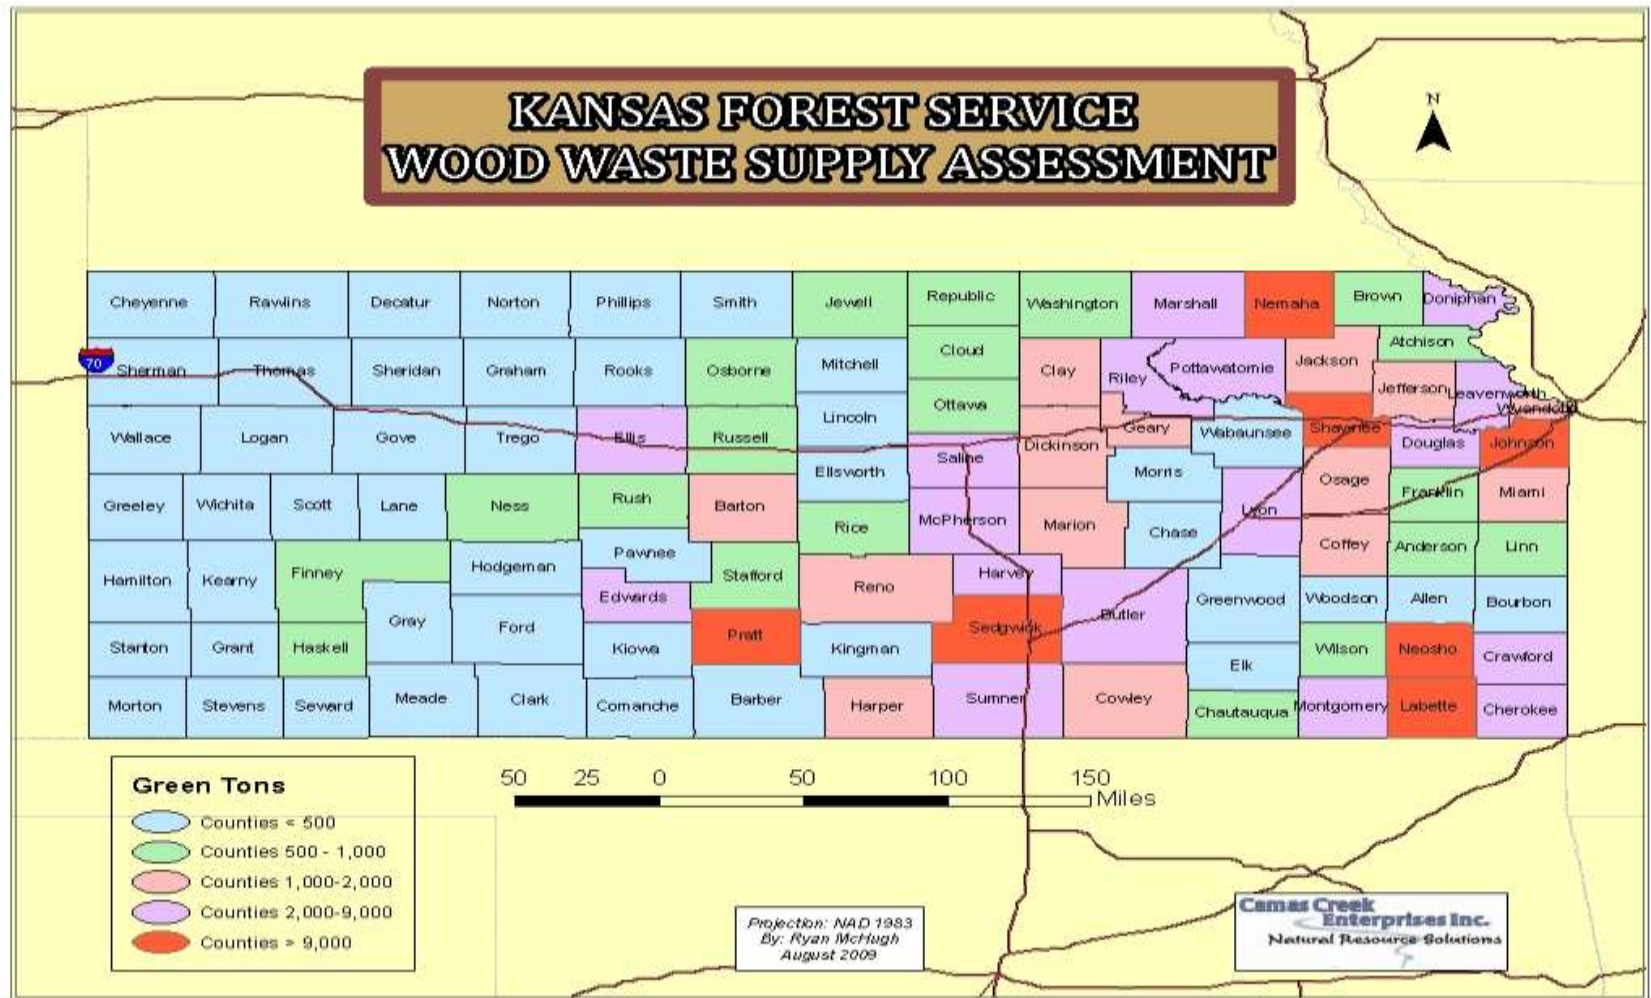 KANSAS FOREST SERVICE
WOOD WASTE SUPPLY ASSESSMENT
N
Cheyenne Rawlins Decatur Norton Phillips Smith Jewell Republic Washington Marshall Nemaha Brown Doniphan
70
Sherman Thomas Sheridan Graham Rooks Osborne Mitchell Cloud Clay Riley Pottawatomie Jackson Atchison
Jefferson Leavenworth
Wyandotte
Wallace Logan Gove Trego Ellis Russell Lincoln Ottawa Dickinson Geary Wabaunsee Shawnee Douglas Johnson
Ellsworth Saline Morris
Greeley Wichita Scott Lane Ness Rush Barton Rice McPherson Marion Chase Lyon Osage Franklin Miami
Hamilton Kearny Finney Hodgeman Pawnee Stafford Reno Harvey Coffey Anderson Linn
Edwards
Gray Ford Sedgwick Butler Greenwood Woodson Allen Bourbon
Stanton Grant Haskell Kiowa Pratt Kingman Elk Wilson Neosho Crawford
Morton Stevens Seward Meade Clark Comanche Barber Harper Sumner Cowley Chautauqua Montgomery Labette Cherokee
Green Tons
Counties < 500
Counties 500 - 1,000
Counties 1,000-2,000
Counties 2,000-9,000
Counties > 9,000
50 25 0 50 100 150
Miles
Projection: NAD 1983
By: Ryan McHugh
August 2009
Camas Creek
Enterprises Inc.
Natural Resource Solutions